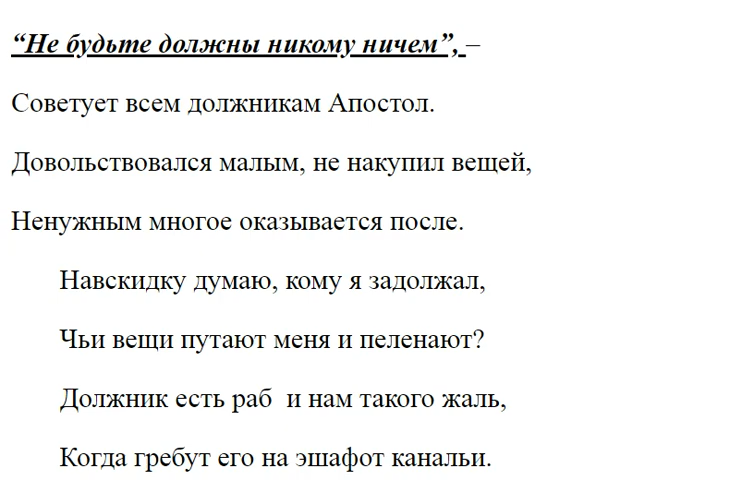 “Не будьте должны никому ничем”, –
Советует всем должникам Апостол.
Довольствовался малым, не накупил вещей,
Ненужным многое оказывается после.
Навскидку думаю, кому я задолжал,
Чьи вещи путают меня и пеленают?
Должник есть раб  и нам такого жаль,
Когда гребут его на эшафот канальи.